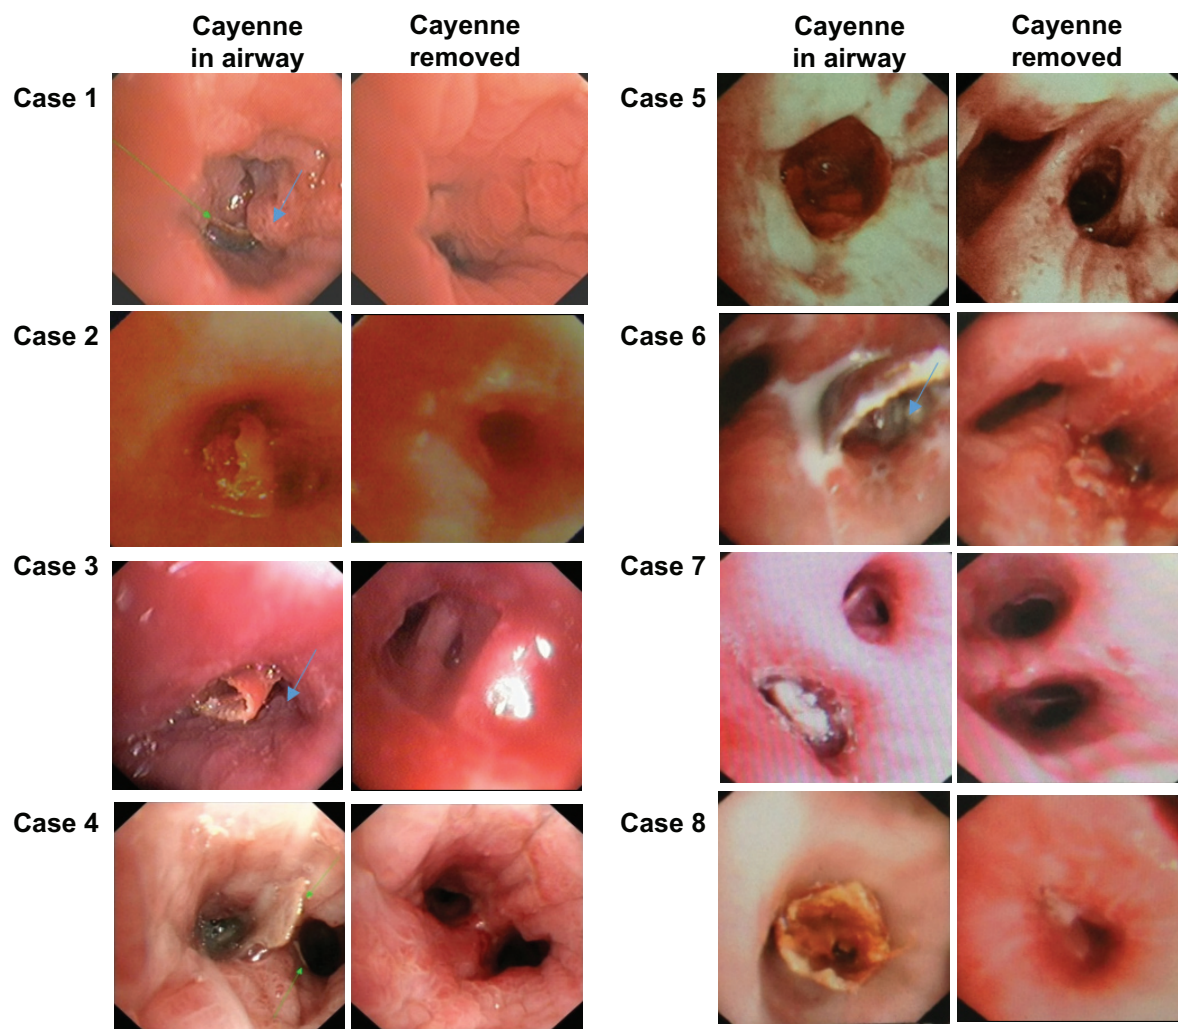 Cayenne
in airway
Cayenne
removed
Case 1
Case 2
Case 3
Case 4
Cayenne
in airway
Cayenne
removed
Case 5
Case 6
Case 7
Case 8